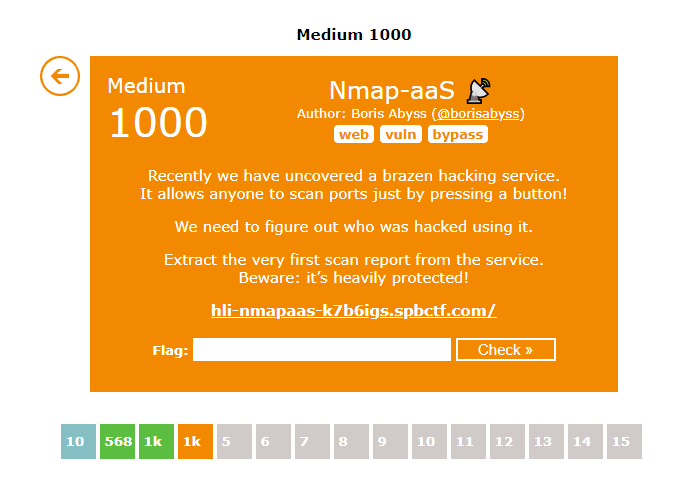 Medium 1000
Medium
1000
Nmap-aaS
Author: Boris Abyss (@borisabyss)
web vuln bypass
Recently we have uncovered a brazen hacking service.
It allows anyone to scan ports just by pressing a button!
We need to figure out who was hacked using it.
Extract the very first scan report from the service.
Beware: it’s heavily protected!
hli-nmapaas-k7b6igs.spbctf.com/
Flag: Check »
10 568 1k 1k 5 6 7 8 9 10 11 12 13 14 15